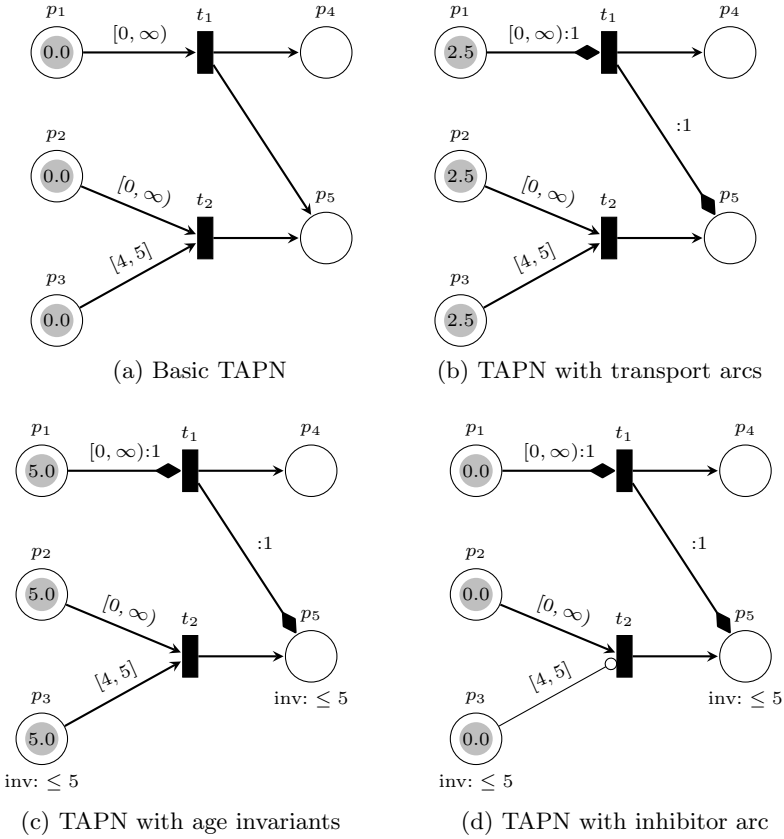 p₁ t₁ p₄
0.0 [0, ∞)
p₂
0.0 [0, ∞) t₂ p₅
p₃ [4, 5]
0.0
(a) Basic TAPN
p₁ t₁ p₄
2.5 [0, ∞):1
:1
p₂
2.5 [0, ∞) t₂ p₅
p₃ [4, 5]
2.5
(b) TAPN with transport arcs
p₁ t₁ p₄
5.0 [0, ∞):1
:1
p₂
5.0 [0, ∞) t₂ p₅
p₃ [4, 5]
5.0 inv: ≤ 5
inv: ≤ 5
(c) TAPN with age invariants
p₁ t₁ p₄
0.0 [0, ∞):1
:1
p₂
0.0 [0, ∞) t₂ p₅
p₃ [4, 5]
0.0 inv: ≤ 5
inv: ≤ 5
(d) TAPN with inhibitor arc